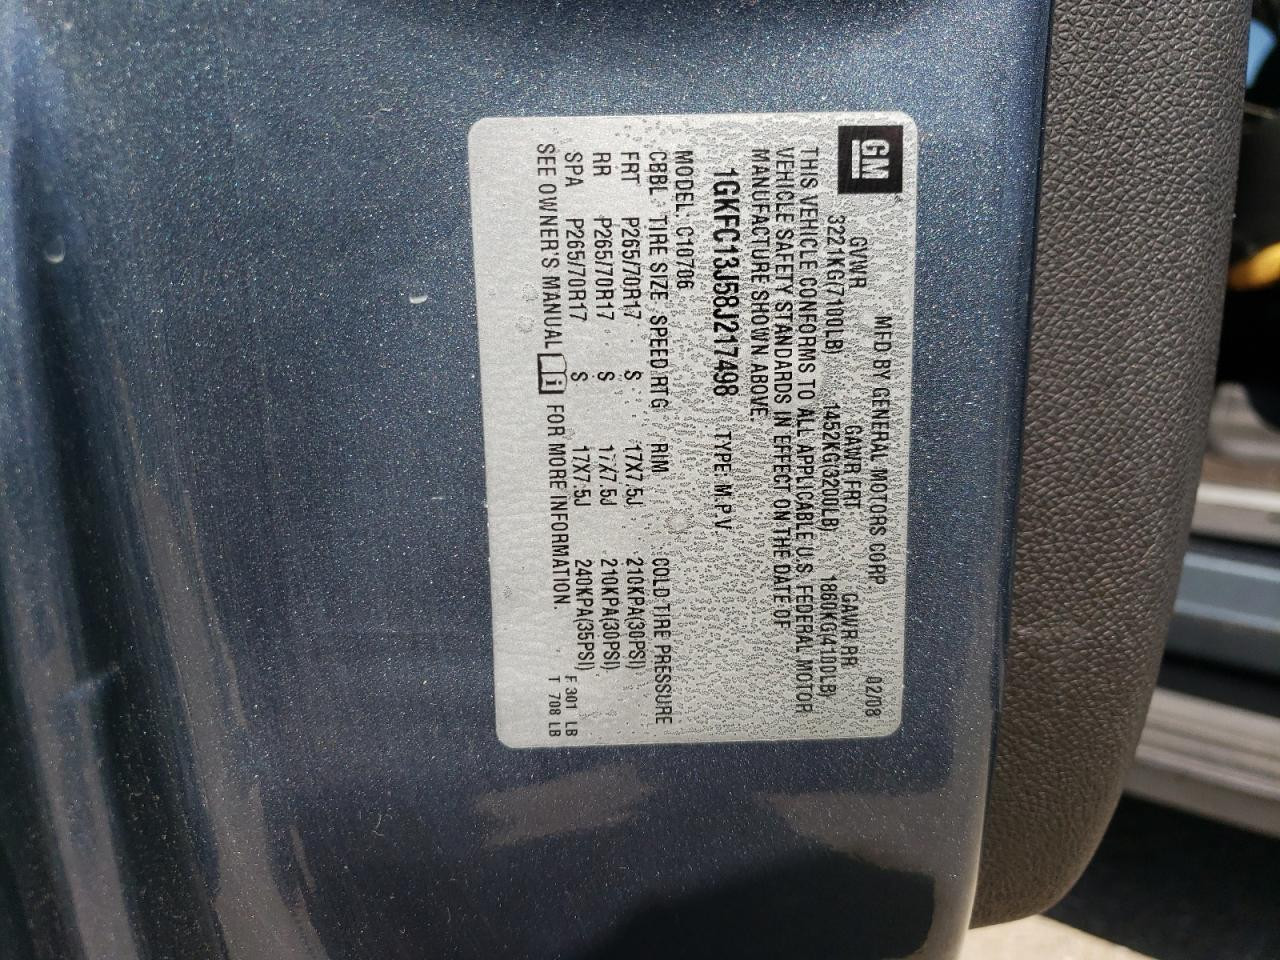 GM
MFD BY GENERAL MOTORS CORP 02/08
GVWR GAWR FRT GAWR RR
3221KG(7100LB) 1452KG(3200LB) 1860KG(4100LB)
THIS VEHICLE CONFORMS TO ALL APPLICABLE U.S. FEDERAL MOTOR
VEHICLE SAFETY STANDARDS IN EFFECT ON THE DATE OF
MANUFACTURE SHOWN ABOVE.
1GKFC13J58J217498 TYPE: M.P.V.
MODEL: C10706
CBBL TIRE SIZE SPEED RTG RIM COLD TIRE PRESSURE
FRT P265/70R17 S 17X7.5J 210KPA(30PSI)
RR P265/70R17 S 17X7.5J 210KPA(30PSI)
SPA P265/70R17 S 17X7.5J 240KPA(35PSI) F 301 LB
SEE OWNER'S MANUAL i FOR MORE INFORMATION. T 708 LB